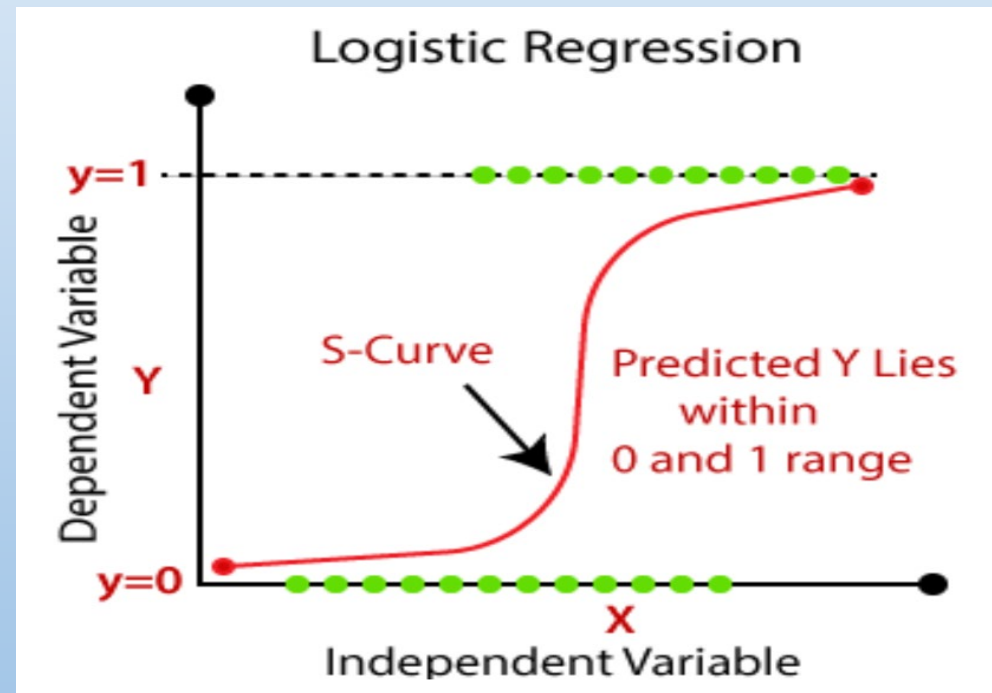 Logistic Regression
y=1
Dependent Variable
Y
S-Curve
Predicted Y Lies
within
0 and 1 range
y=0
X
Independent Variable